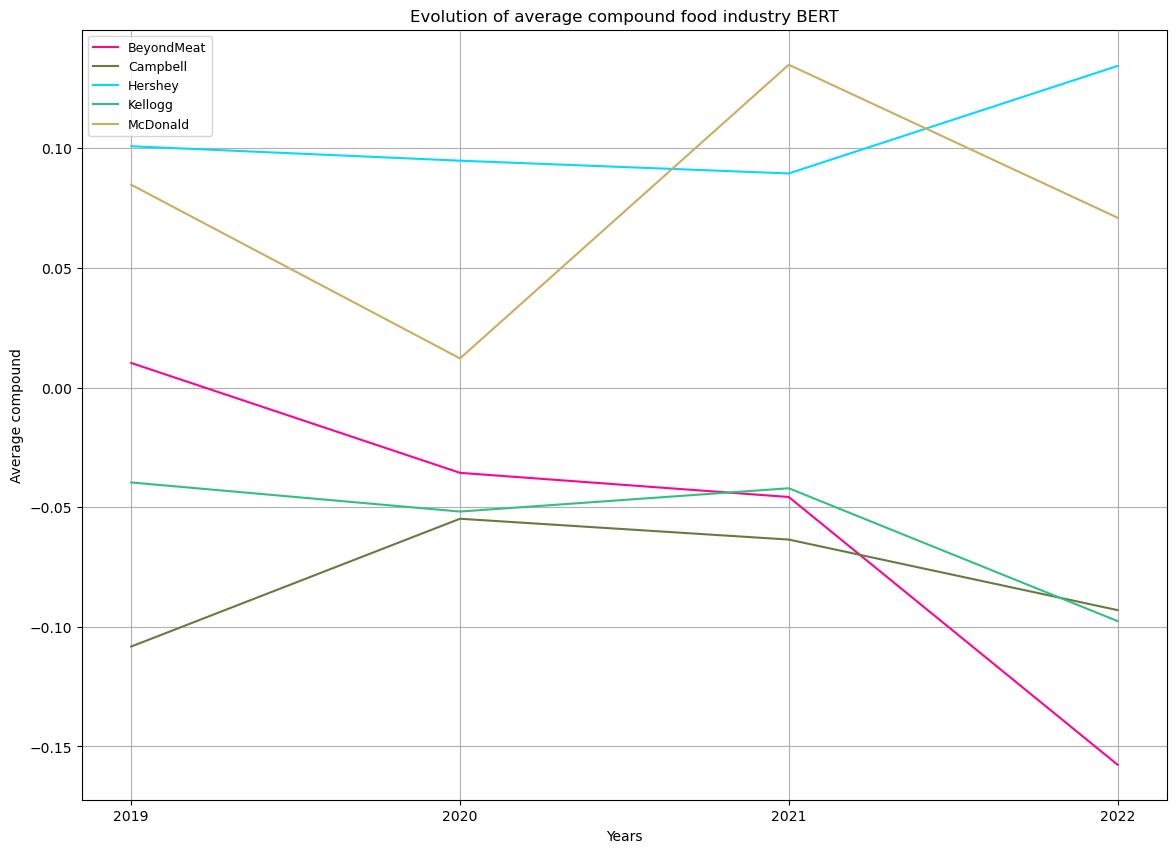 Evolution of average compound food industry BERT
BeyondMeat
Campbell
Hershey
Kellogg
McDonald
0.10
0.05
0.00
−0.05
−0.10
−0.15
Average compound
2019
2020
2021
2022
Years